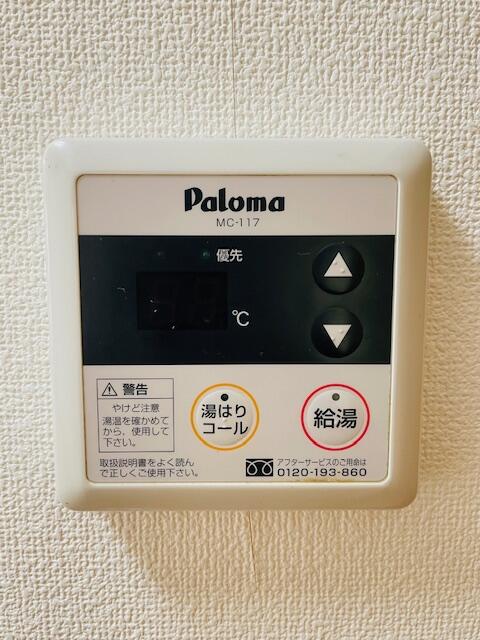 Paloma
MC-117
優先
℃
▲
▼
⚠ 警告
やけど注意
湯温を確かめて
から、使用して
下さい。
湯はり
コール
給湯
取扱説明書をよく読ん
で正しくご使用下さい。
アフターサービスのご用命は
0120-193-860